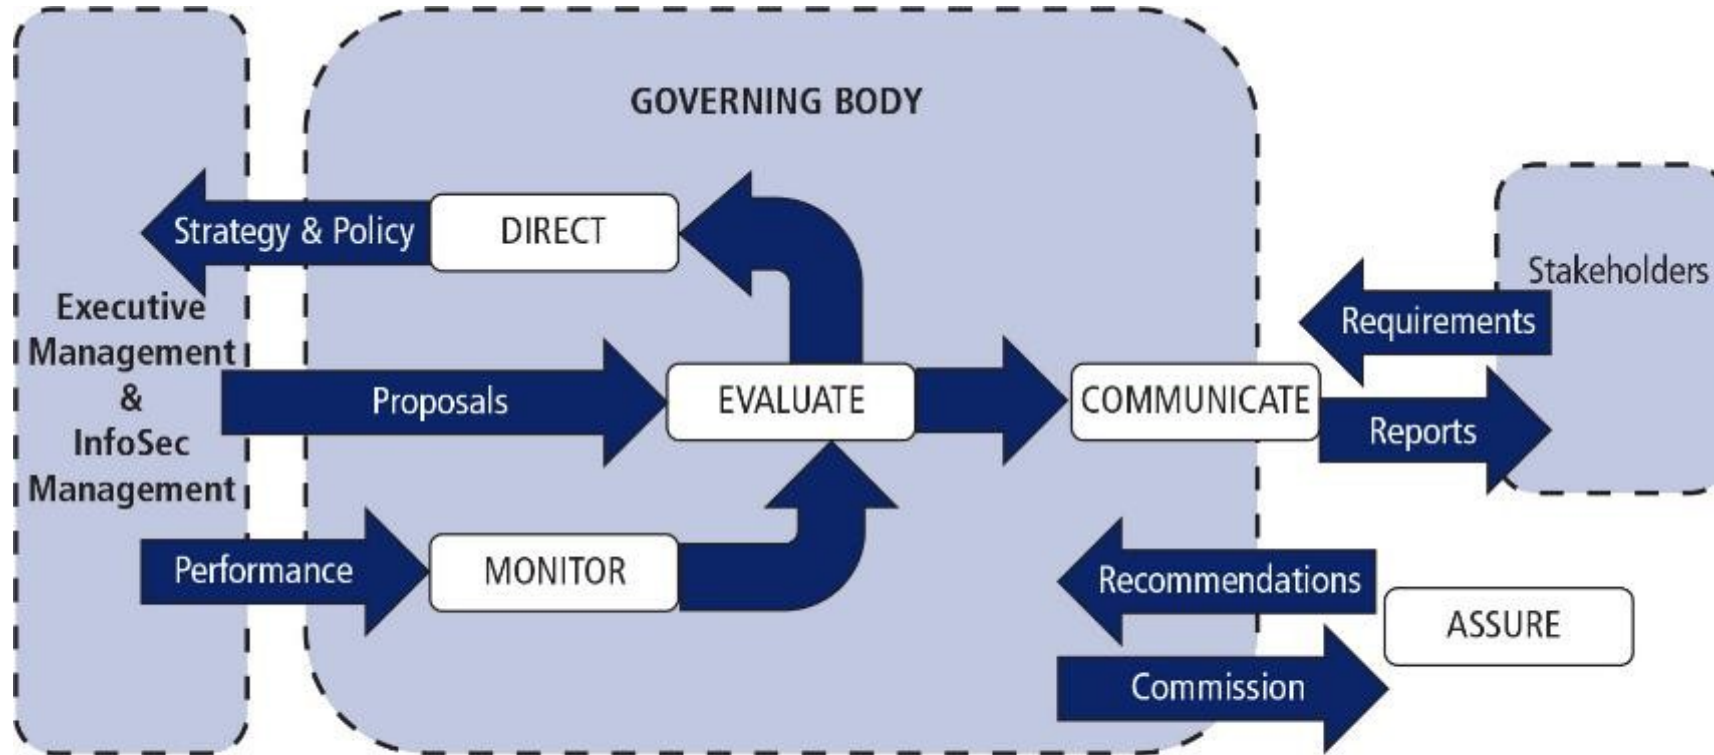 GOVERNING BODY
Strategy & Policy
DIRECT
Executive
Management
&
InfoSec
Management
Proposals
EVALUATE
COMMUNICATE
Stakeholders
Requirements
Reports
Performance
MONITOR
Recommendations
ASSURE
Commission